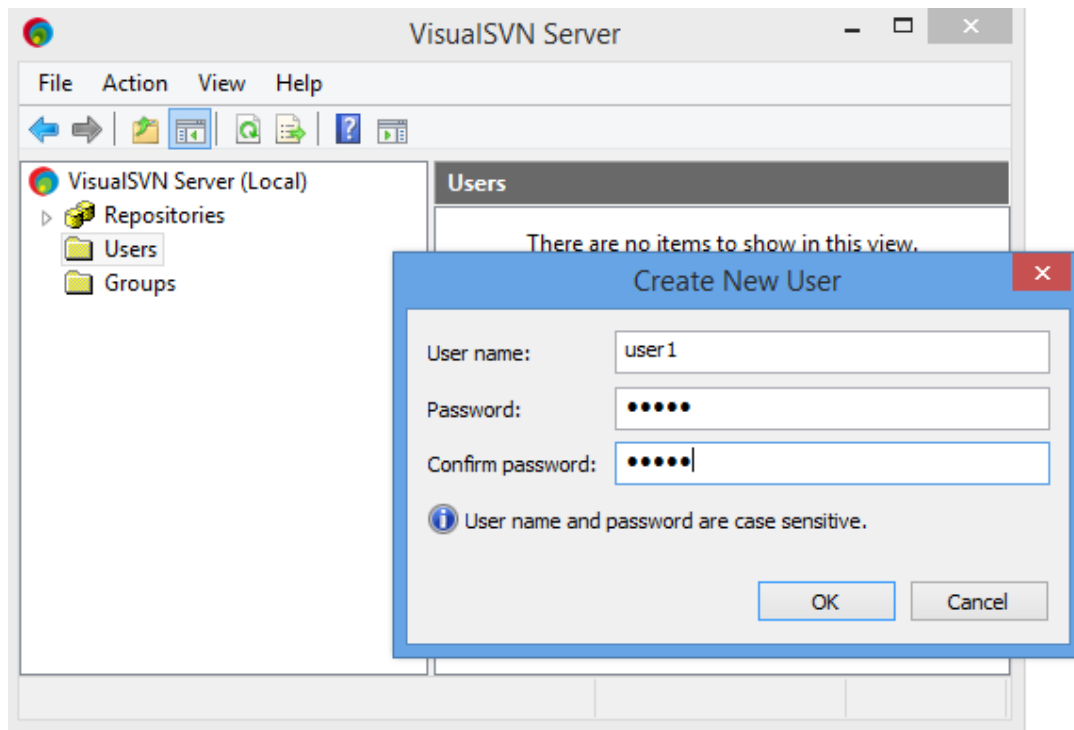 VisualSVN Server
File Action View Help
VisualSVN Server (Local)
Repositories
Users
Groups
Users
There are no items to show in this view.
Create New User
User name:
user1
Password:
•••••
Confirm password:
•••••
User name and password are case sensitive.
OK Cancel